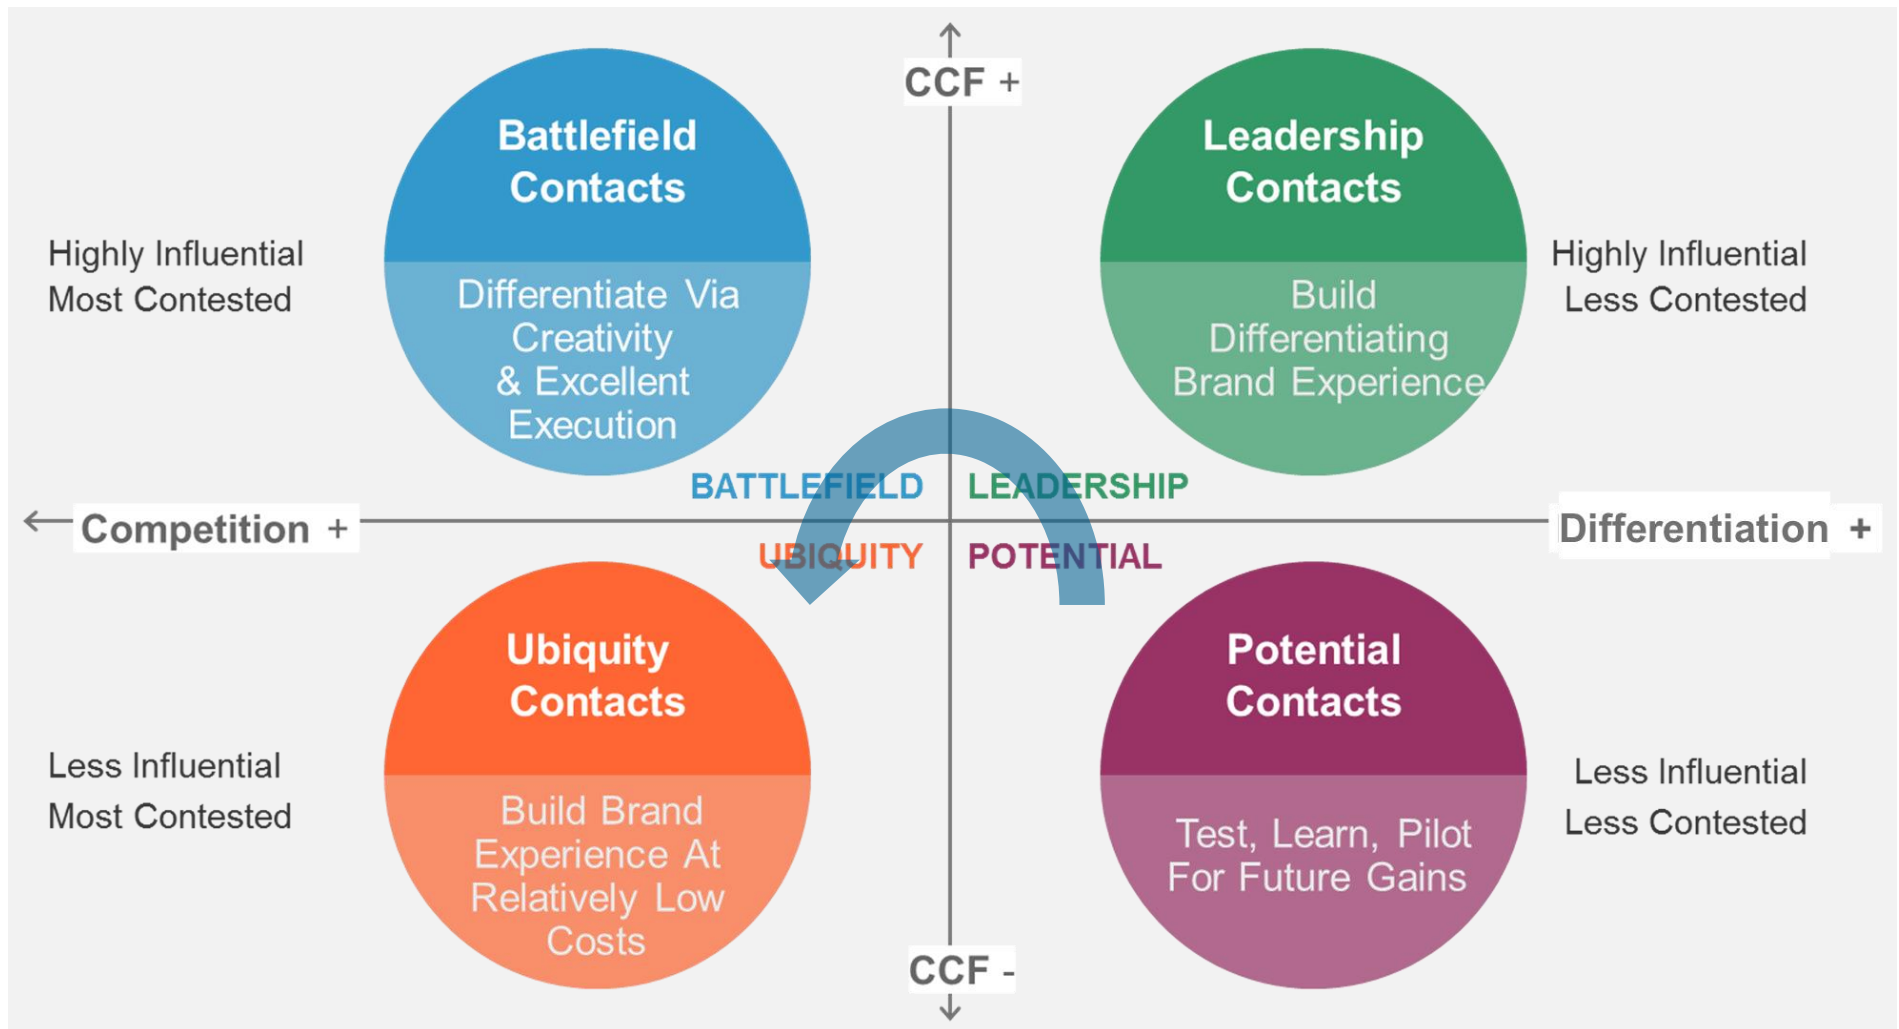 CCF +
Battlefield
Contacts
Differentiate Via
Creativity
& Excellent
Execution
Highly Influential
Most Contested
Leadership
Contacts
Build
Differentiating
Brand Experience
Highly Influential
Less Contested
BATTLEFIELD
LEADERSHIP
Competition +
Differentiation +
UBIQUITY
POTENTIAL
Ubiquity
Contacts
Build Brand
Experience At
Relatively Low
Costs
Less Influential
Most Contested
Potential
Contacts
Test, Learn, Pilot
For Future Gains
Less Influential
Less Contested
CCF -